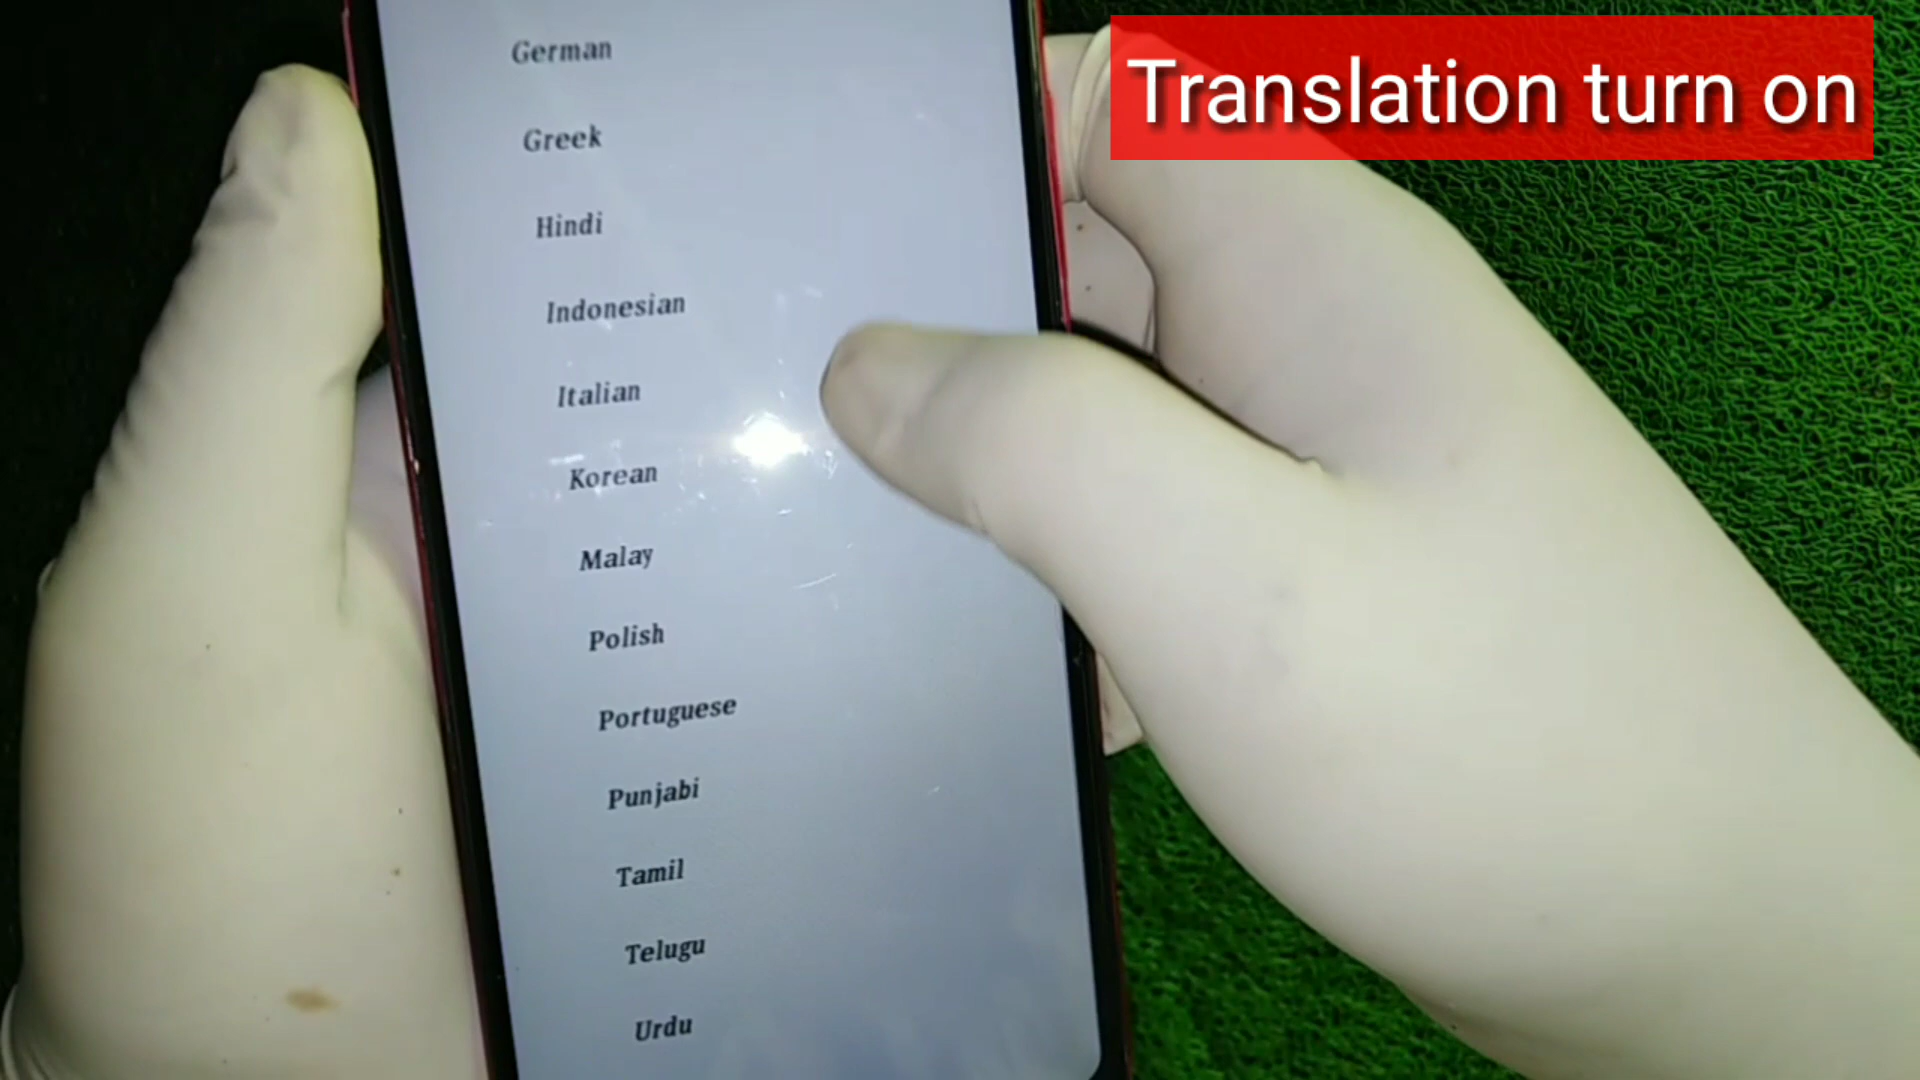 Translation turn on
German
Greek
Hindi
Indonesian
Italian
Korean
Malay
Polish
Portuguese
Punjabi
Tamil
Telugu
Urdu